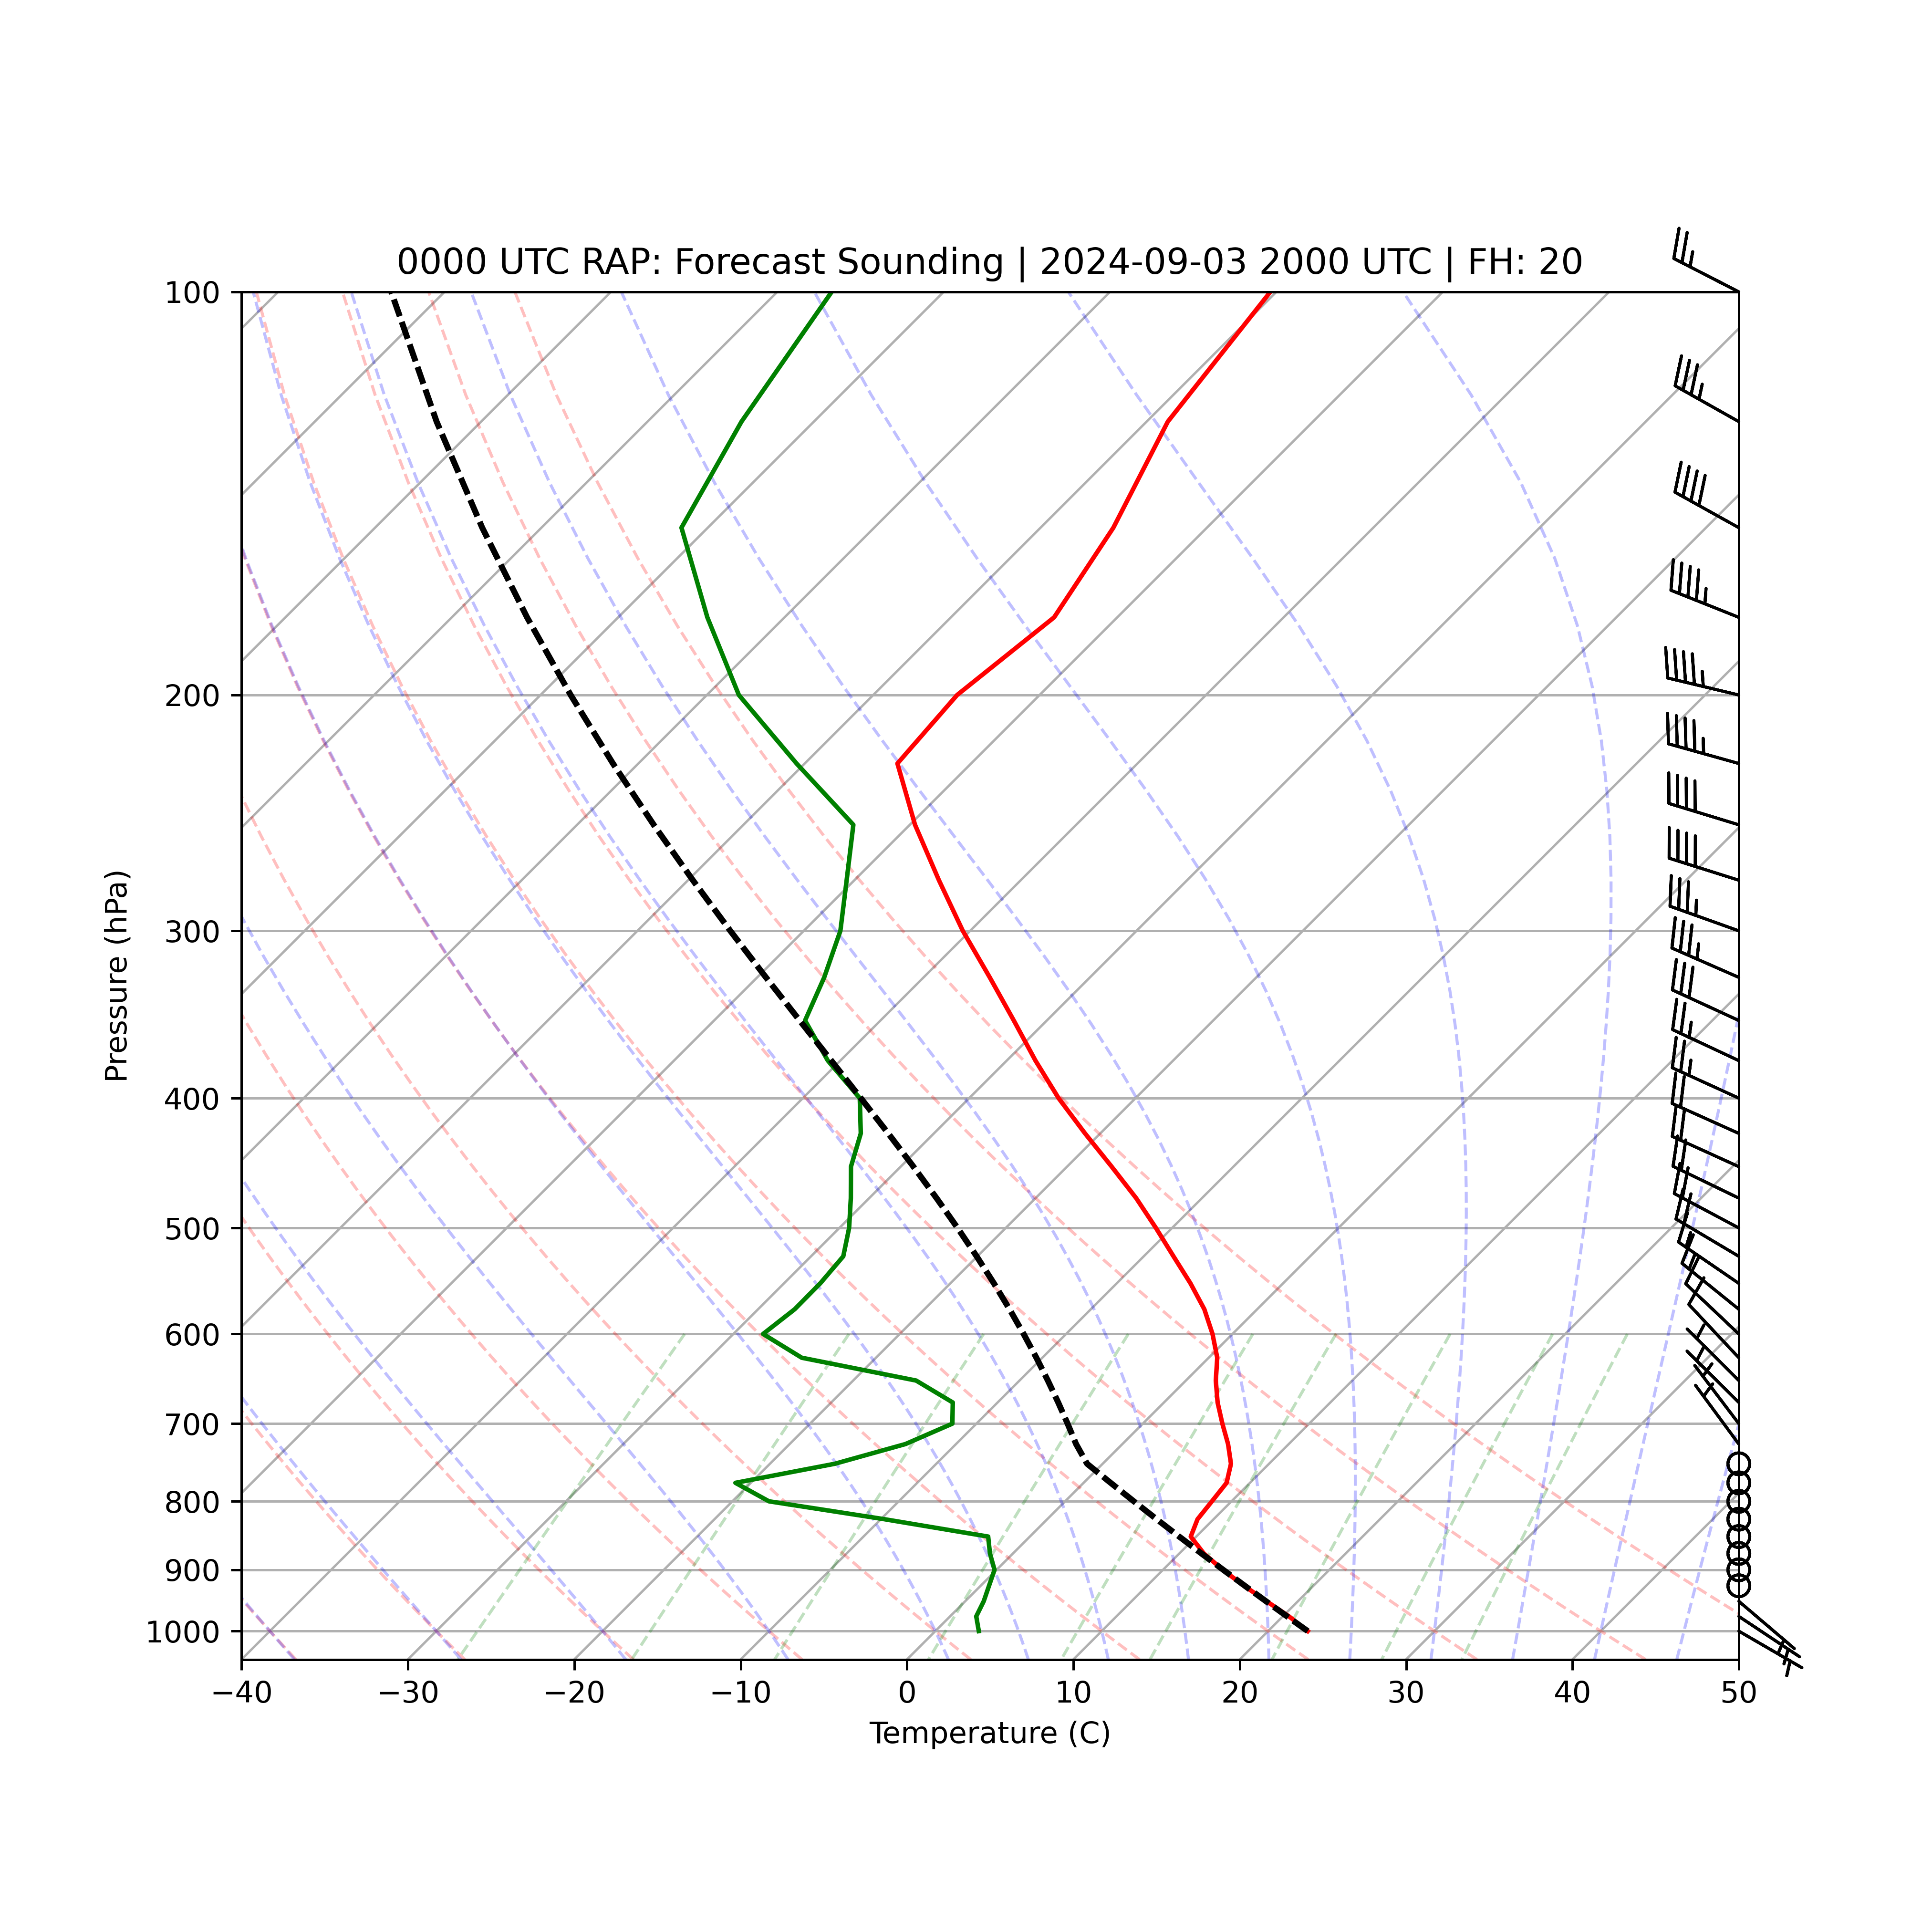 0000 UTC RAP: Forecast Sounding | 2024-09-03 2000 UTC | FH: 20
100
200
300
400
500
600
700
800
900
1000
Pressure (hPa)
−40 −30 −20 −10 0 10 20 30 40 50
Temperature (C)